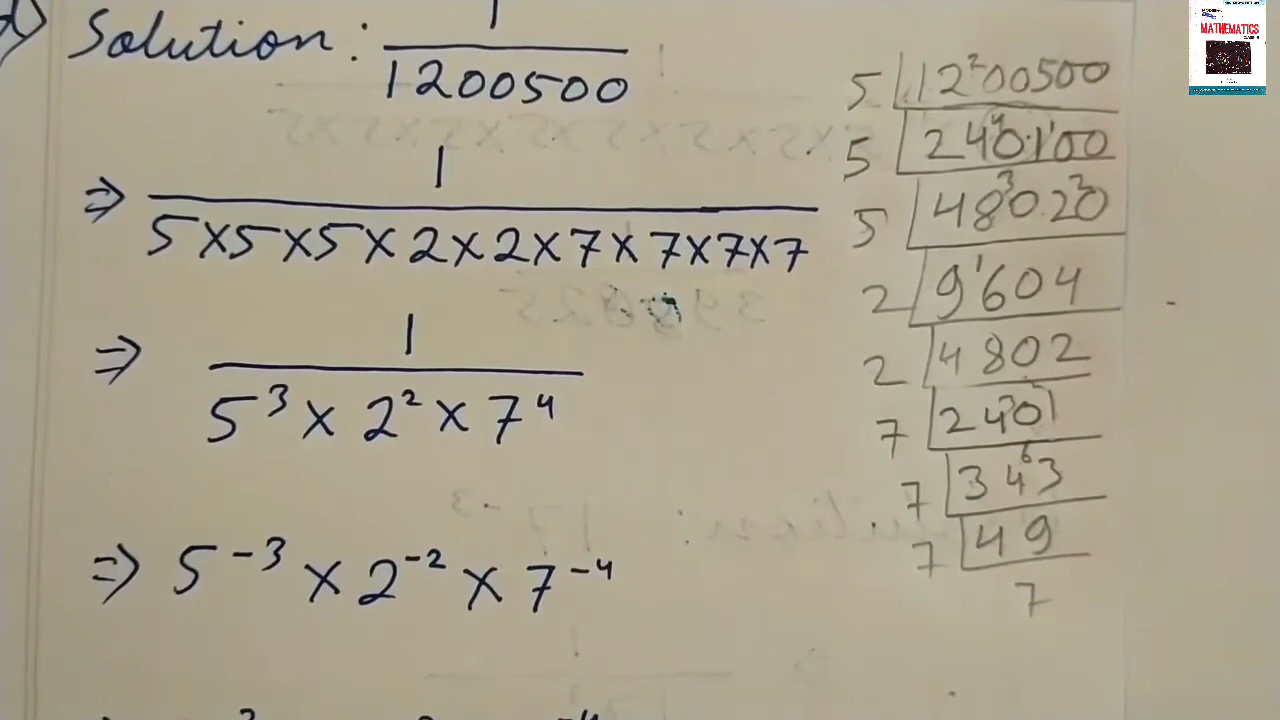 Solution: 1/1200500
⇒ 1/5×5×5×2×2×7×7×7×7
⇒ 1/5³ × 2² × 7⁴
⇒ 5⁻³ × 2⁻² × 7⁻⁴
5 | 1200500
5 | 240100
5 | 48020
2 | 9604
2 | 4802
7 | 2401
7 | 343
7 | 49
7
MATHEMATICS